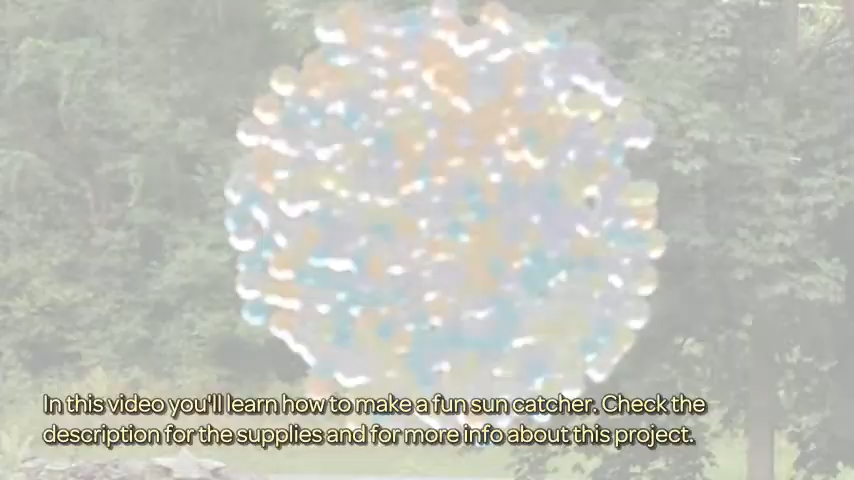 In this video you'll learn how to make a fun sun catcher. Check the
description for the supplies and for more info about this project.